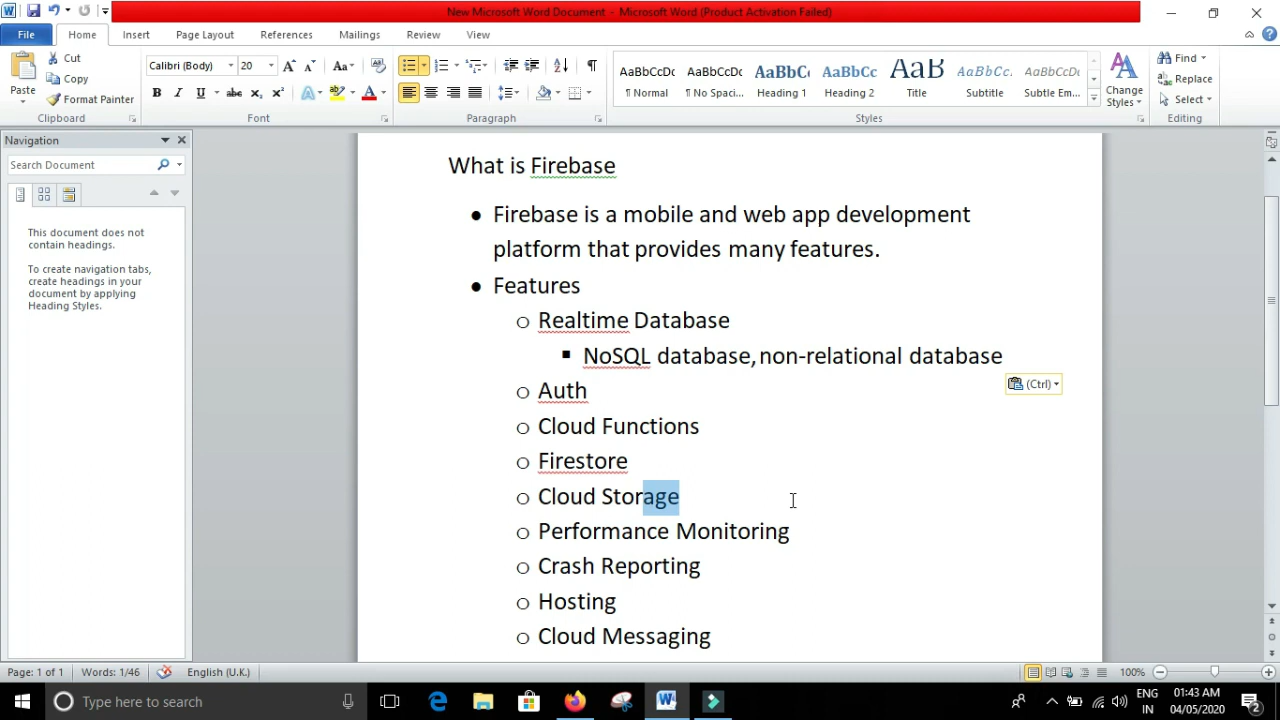 New Microsoft Word Document - Microsoft Word (Product Activation Failed)
File Home Insert Page Layout References Mailings Review View
Paste
Cut
Copy
Format Painter
Clipboard
Calibri (Body) 20
Font
Paragraph
AaBbCcDc AaBbCcDc AaBbC AaBbCc AaB AaBbCc. AaBbCcDc
¶ Normal ¶ No Spaci... Heading 1 Heading 2 Title Subtitle Subtle Em...
Change
Styles
Styles
Find
Replace
Select
Editing
Navigation
Search Document
This document does not
contain headings.
To create navigation tabs,
create headings in your
document by applying
Heading Styles.
What is Firebase
Firebase is a mobile and web app development
platform that provides many features.
Features
Realtime Database
NoSQL database, non-relational database
(Ctrl)
Auth
Cloud Functions
Firestore
Cloud Storage
Performance Monitoring
Crash Reporting
Hosting
Cloud Messaging
Page: 1 of 1 Words: 1/46 English (U.K.) 100%
Type here to search
ENG
IN
01:43 AM
04/05/2020
2